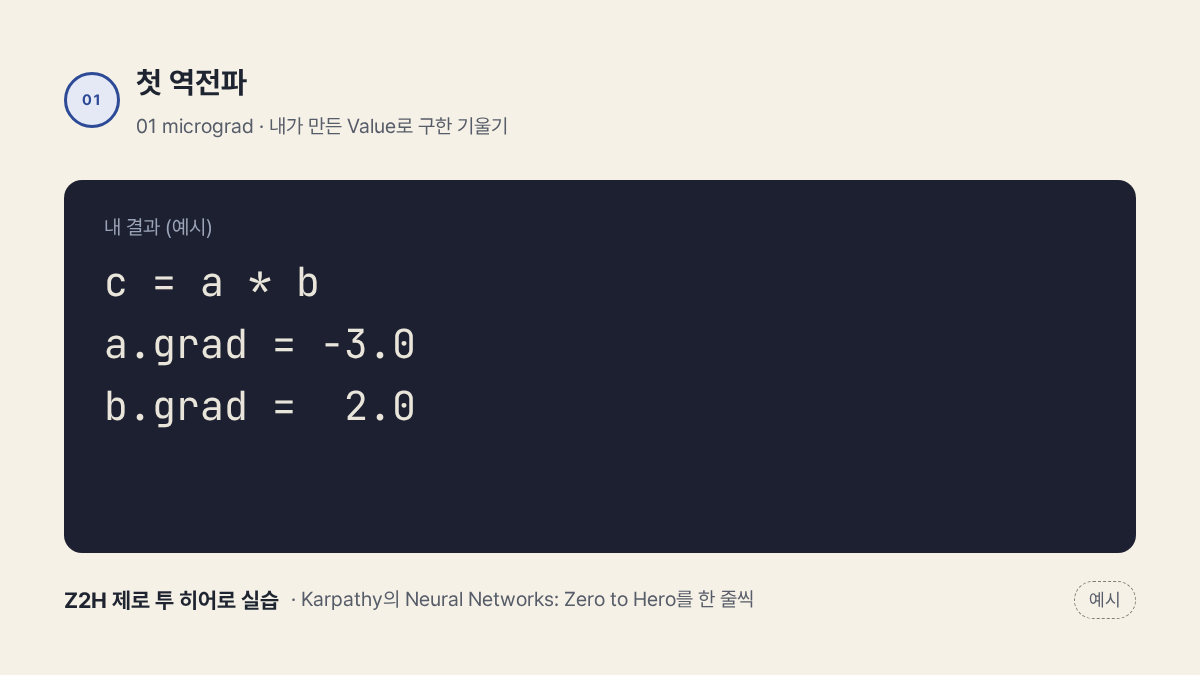 01
첫 역전파
01 micrograd · 내가 만든 Value로 구한 기울기
내 결과 (예시)
c = a * b
a.grad = -3.0
b.grad =  2.0
Z2H 제로 투 히어로 실습 · Karpathy의 Neural Networks: Zero to Hero를 한 줄씩
예시